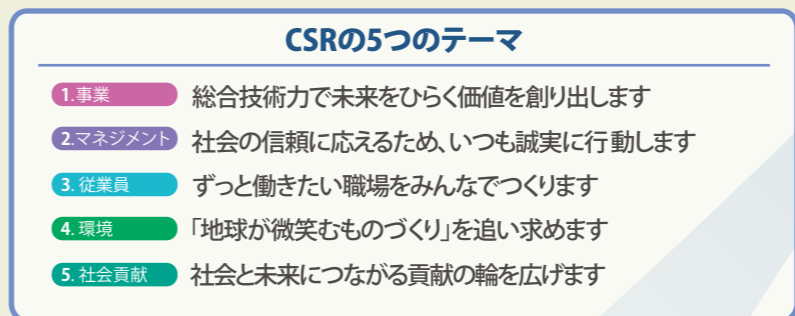 CSRの5つのテーマ
1.事業 総合技術力で未来をひらく価値を創り出します
2.マネジメント 社会の信頼に応えるため、いつも誠実に行動します
3. 従業員 ずっと働きたい職場をみんなでつくります
4. 環境 「地球が微笑むものづくり」を追い求めます
5. 社会貢献 社会と未来につながる貢献の輪を広げます